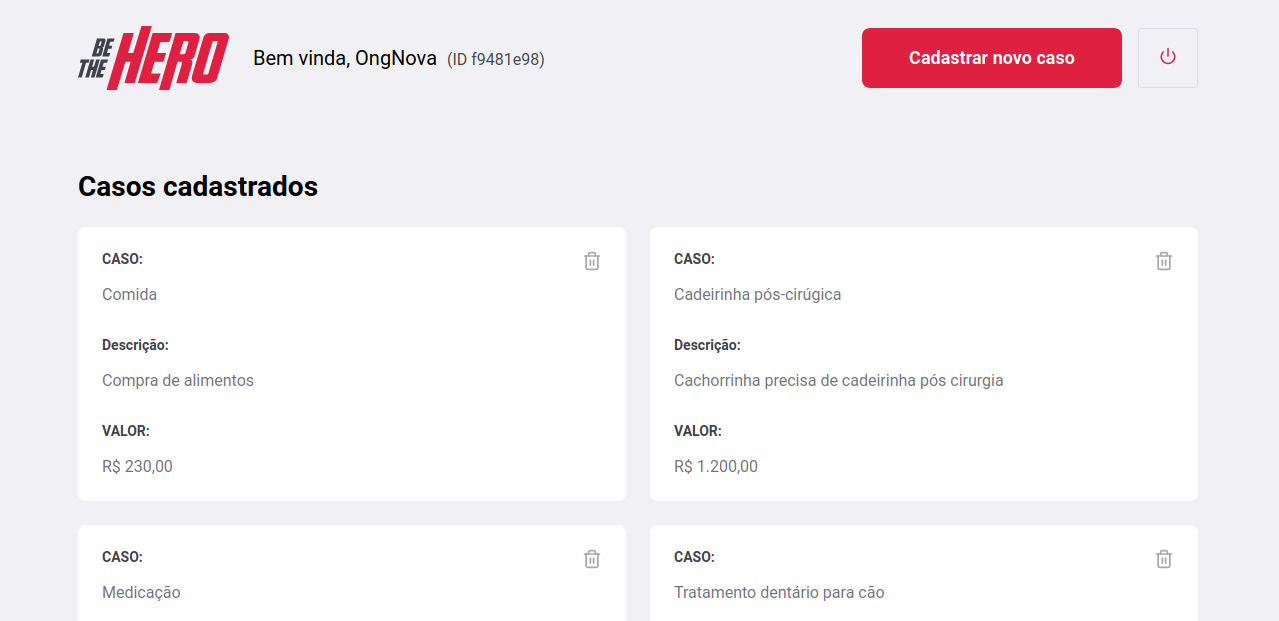 BE THE HERO
Bem vinda, OngNova (ID f9481e98)
Cadastrar novo caso
Casos cadastrados
CASO:
Comida
Descrição:
Compra de alimentos
VALOR:
R$ 230,00
CASO:
Cadeirinha pós-cirúgica
Descrição:
Cachorrinha precisa de cadeirinha pós cirurgia
VALOR:
R$ 1.200,00
CASO:
Medicação
CASO:
Tratamento dentário para cão